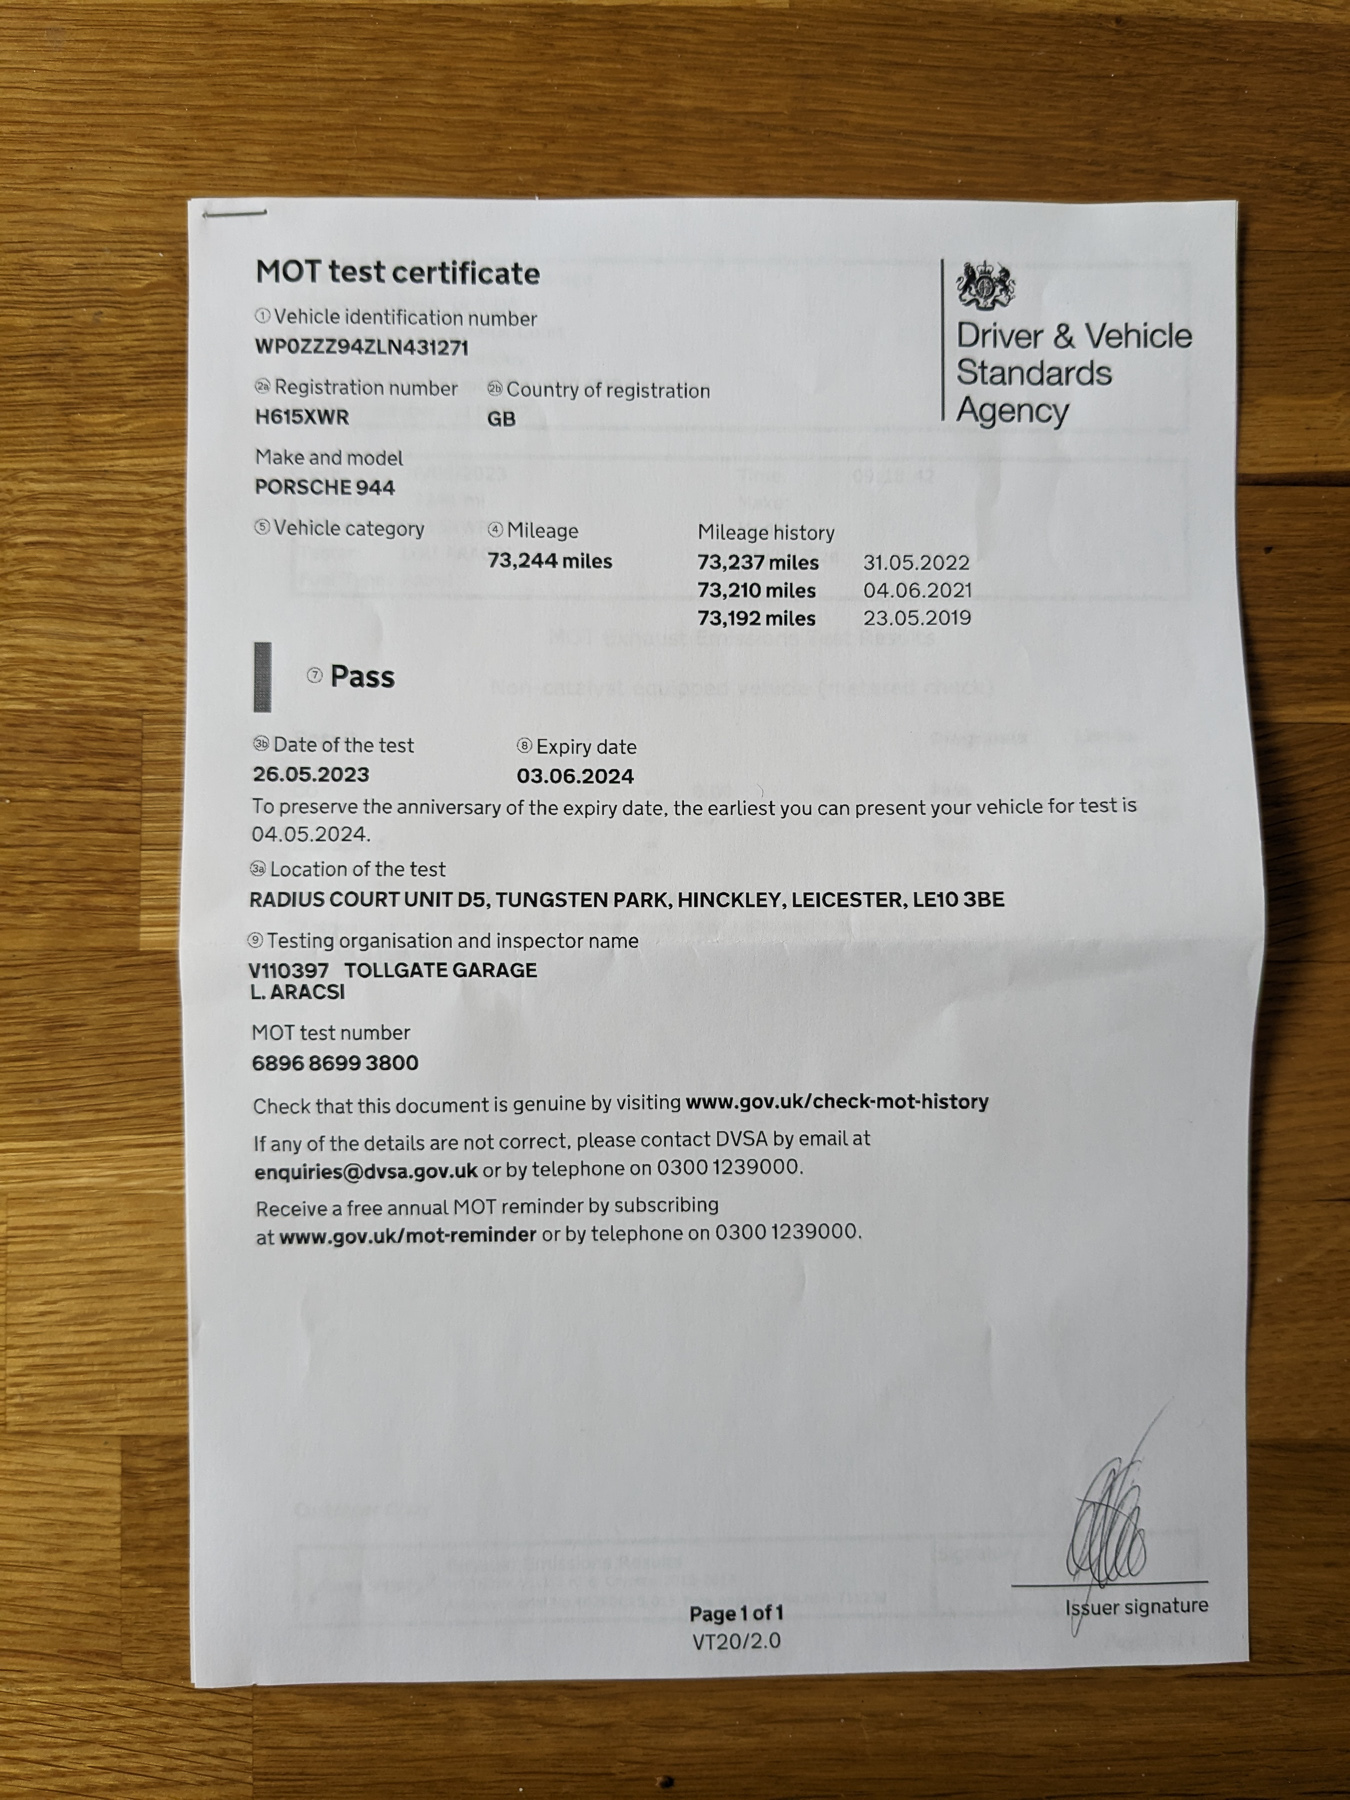 MOT test certificate
1 Vehicle identification number
WP0ZZZ94ZLN431271
2a Registration number 2b Country of registration
H615XWR GB
Make and model
PORSCHE 944
5 Vehicle category 4 Mileage Mileage history
73,244 miles 73,237 miles 31.05.2022
73,210 miles 04.06.2021
73,192 miles 23.05.2019
7 Pass
3b Date of the test 8 Expiry date
26.05.2023 03.06.2024
To preserve the anniversary of the expiry date, the earliest you can present your vehicle for test is
04.05.2024.
3a Location of the test
RADIUS COURT UNIT D5, TUNGSTEN PARK, HINCKLEY, LEICESTER, LE10 3BE
9 Testing organisation and inspector name
V110397 TOLLGATE GARAGE
L. ARACSI
MOT test number
6896 8699 3800
Check that this document is genuine by visiting www.gov.uk/check-mot-history
If any of the details are not correct, please contact DVSA by email at
enquiries@dvsa.gov.uk or by telephone on 0300 1239000.
Receive a free annual MOT reminder by subscribing
at www.gov.uk/mot-reminder or by telephone on 0300 1239000.
Driver & Vehicle
Standards
Agency
Issuer signature
Page 1 of 1
VT20/2.0